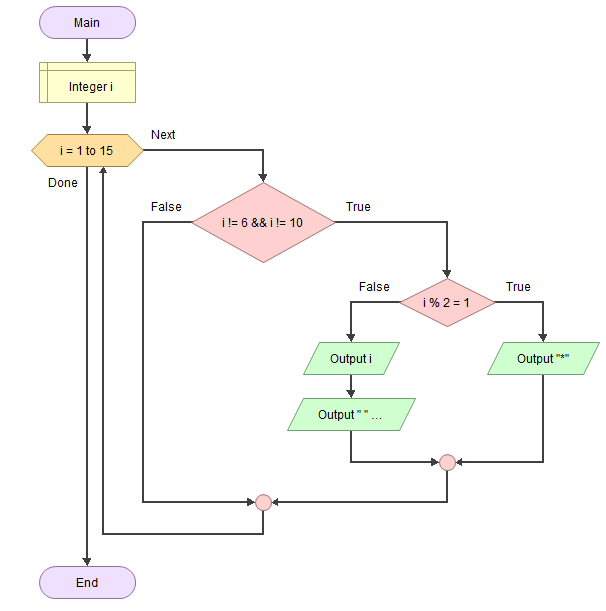 Main
Integer i
i = 1 to 15
Next
Done
i != 6 && i != 10
False
True
i % 2 = 1
False
True
Output i
Output "*"
Output " " ...
End